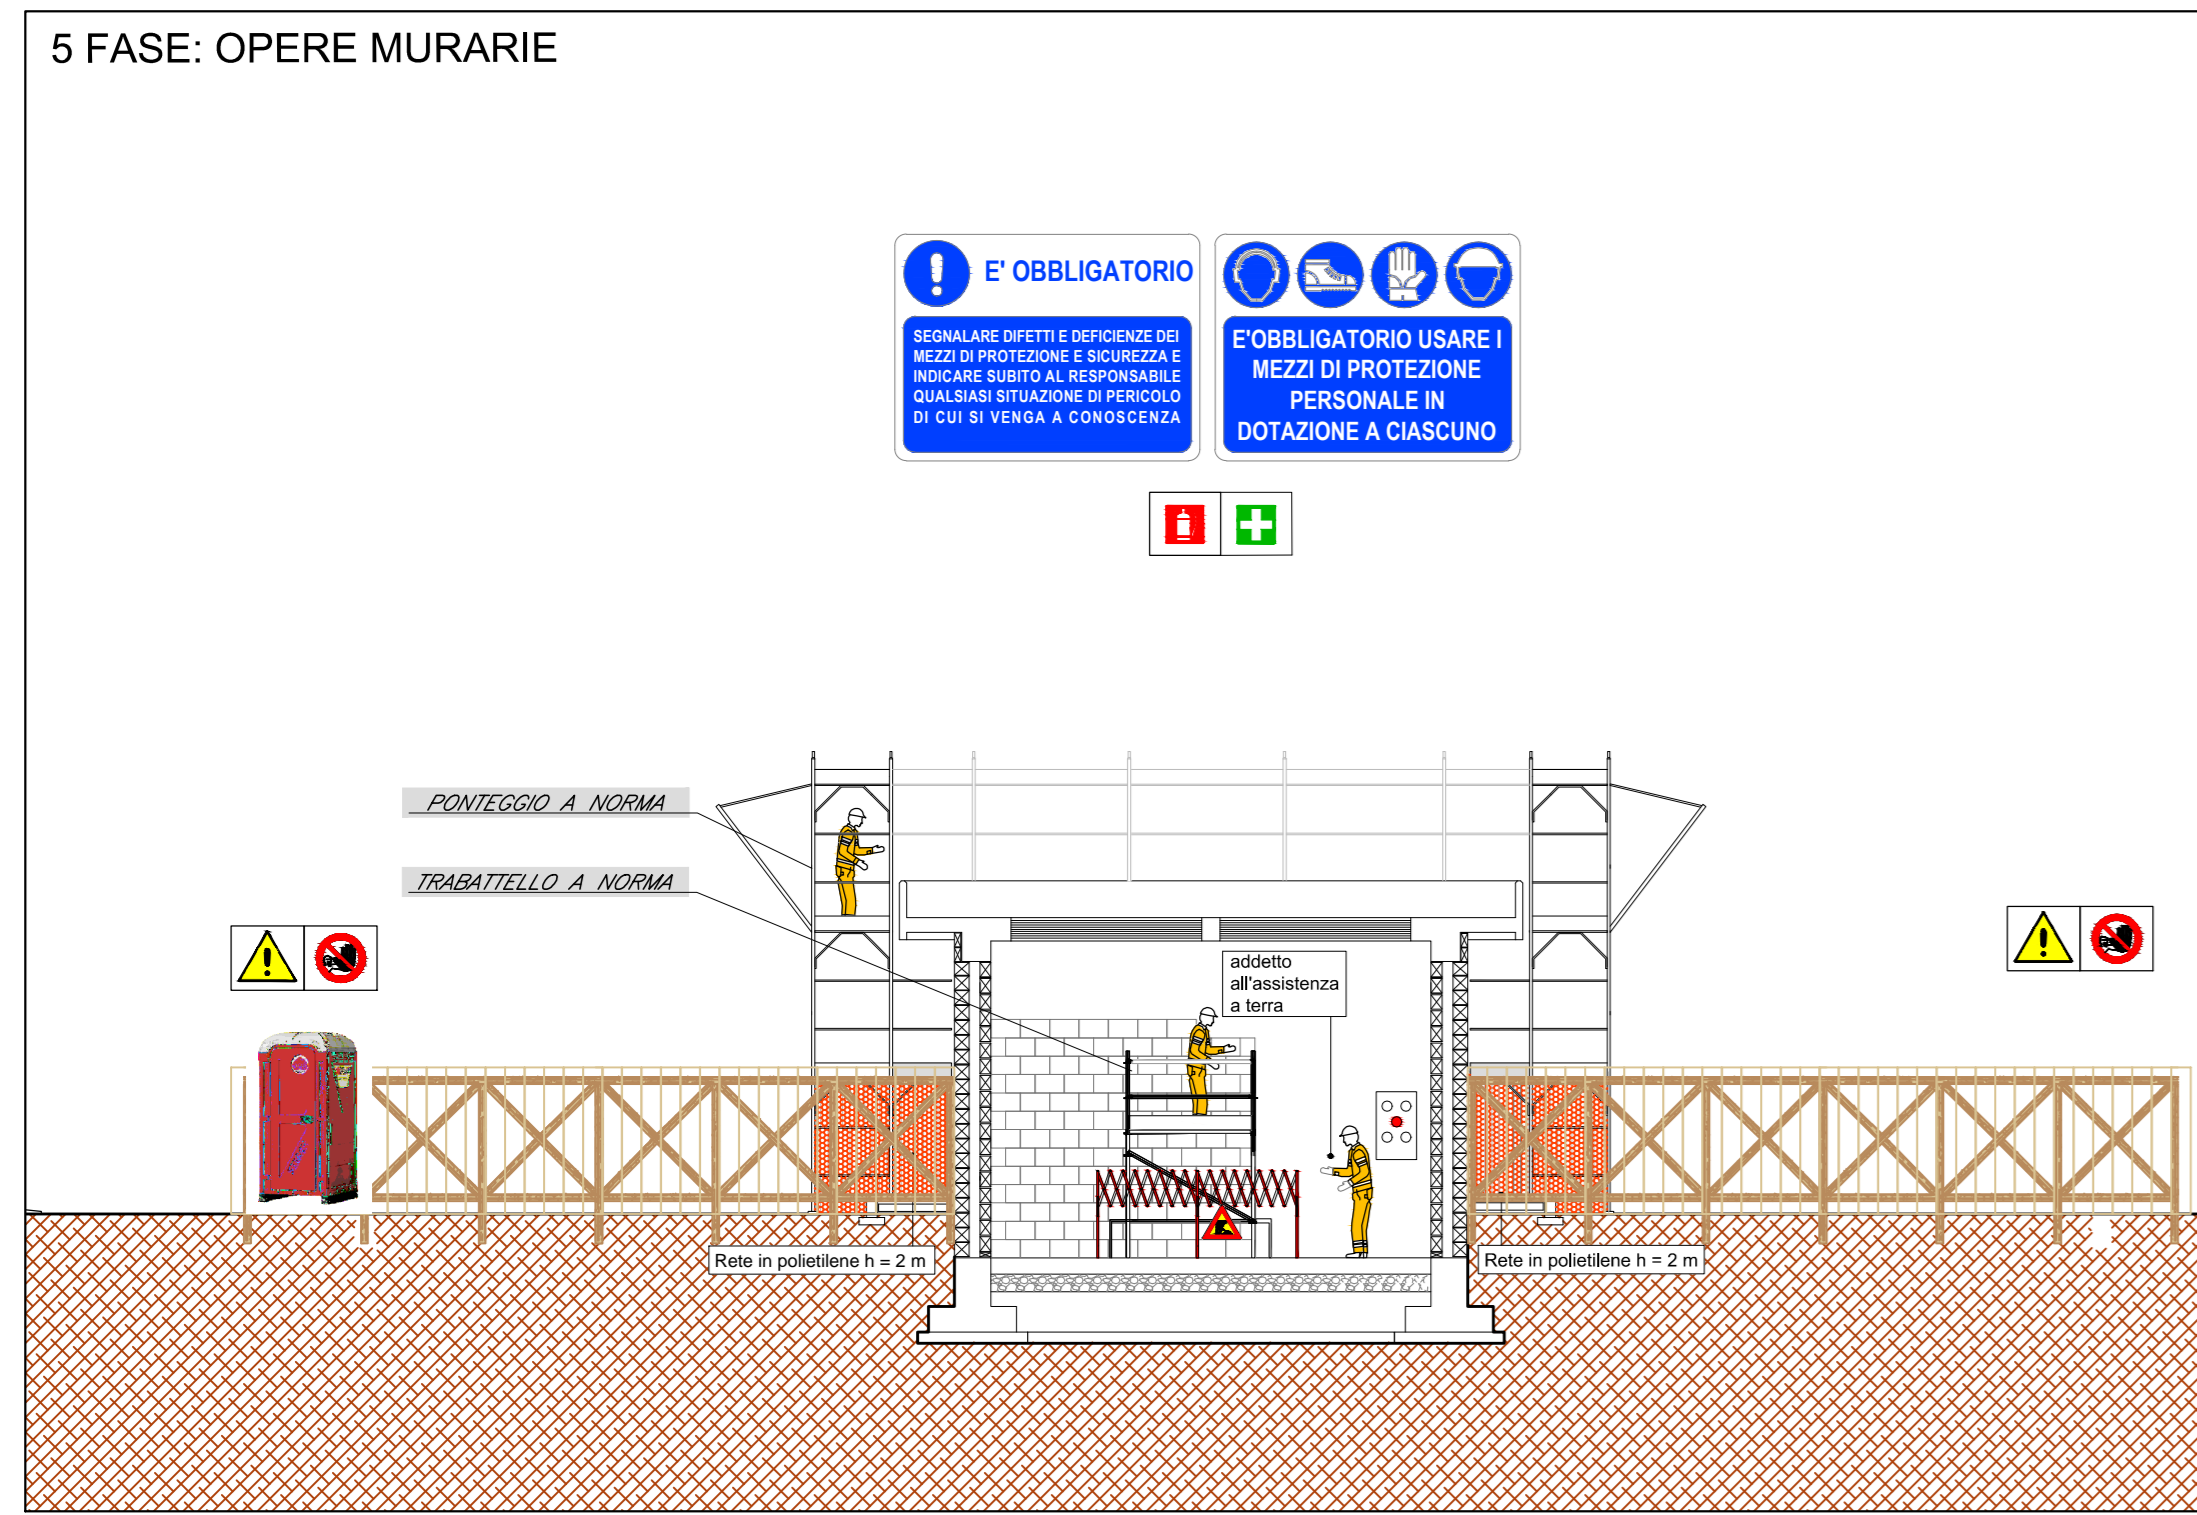 5 FASE: OPERE MURARIE
E' OBBLIGATORIO
SEGNALARE DIFETTI E DEFICIENZE DEI
MEZZI DI PROTEZIONE E SICUREZZA E
INDICARE SUBITO AL RESPONSABILE
QUALSIASI SITUAZIONE DI PERICOLO
DI CUI SI VENGA A CONOSCENZA
E'OBBLIGATORIO USARE I
MEZZI DI PROTEZIONE
PERSONALE IN
DOTAZIONE A CIASCUNO
PONTEGGIO A NORMA
TRABATTELLO A NORMA
addetto
all'assistenza
a terra
Rete in polietilene h = 2 m
Rete in polietilene h = 2 m